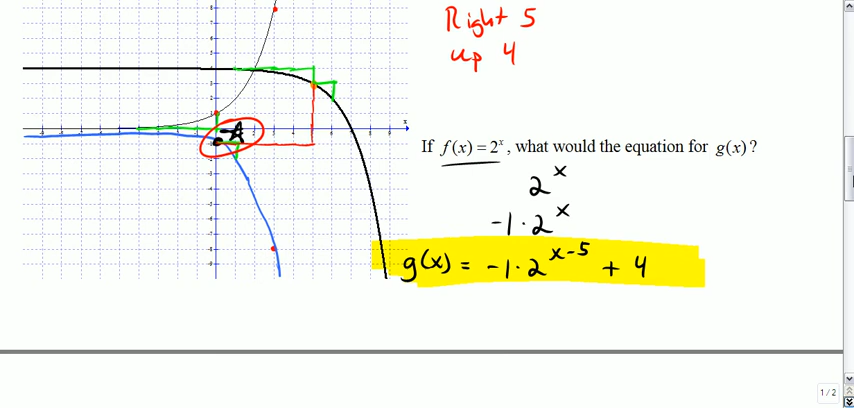 Right 5
up 4
-A
x
If f(x) = 2^x, what would the equation for g(x)?
2^x
-1 · 2^x
g(x) = -1 · 2^(x-5) + 4
1 / 2